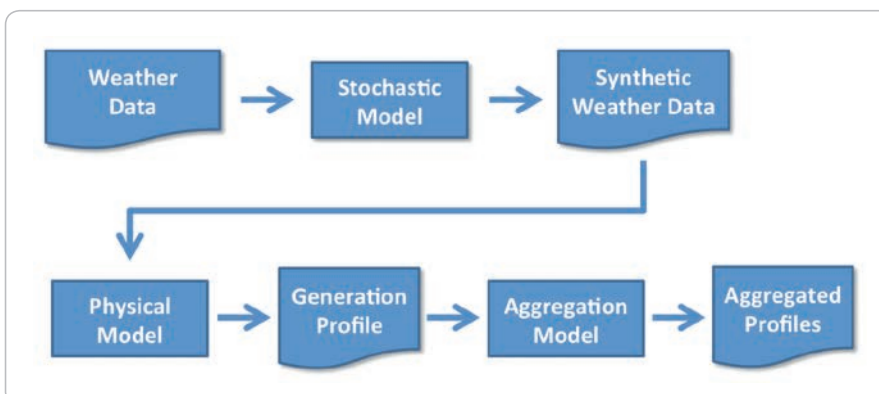 Weather
Data
Stochastic
Model
Synthetic
Weather Data
Physical
Model
Generation
Profile
Aggregation
Model
Aggregated
Profiles